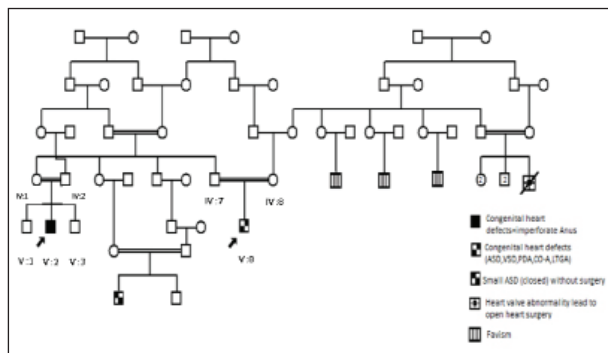 IV:1
IV:2
IV:7
IV:8
V:1
V:2
V:3
V:8
Congenital heart
defects+imperforate Anus
Congenital heart defects
(ASD,VSD,PDA,CO-A,LTGA)
Small ASD (closed) without surgery
Heart valve abnormality lead to
open heart surgery
Favism